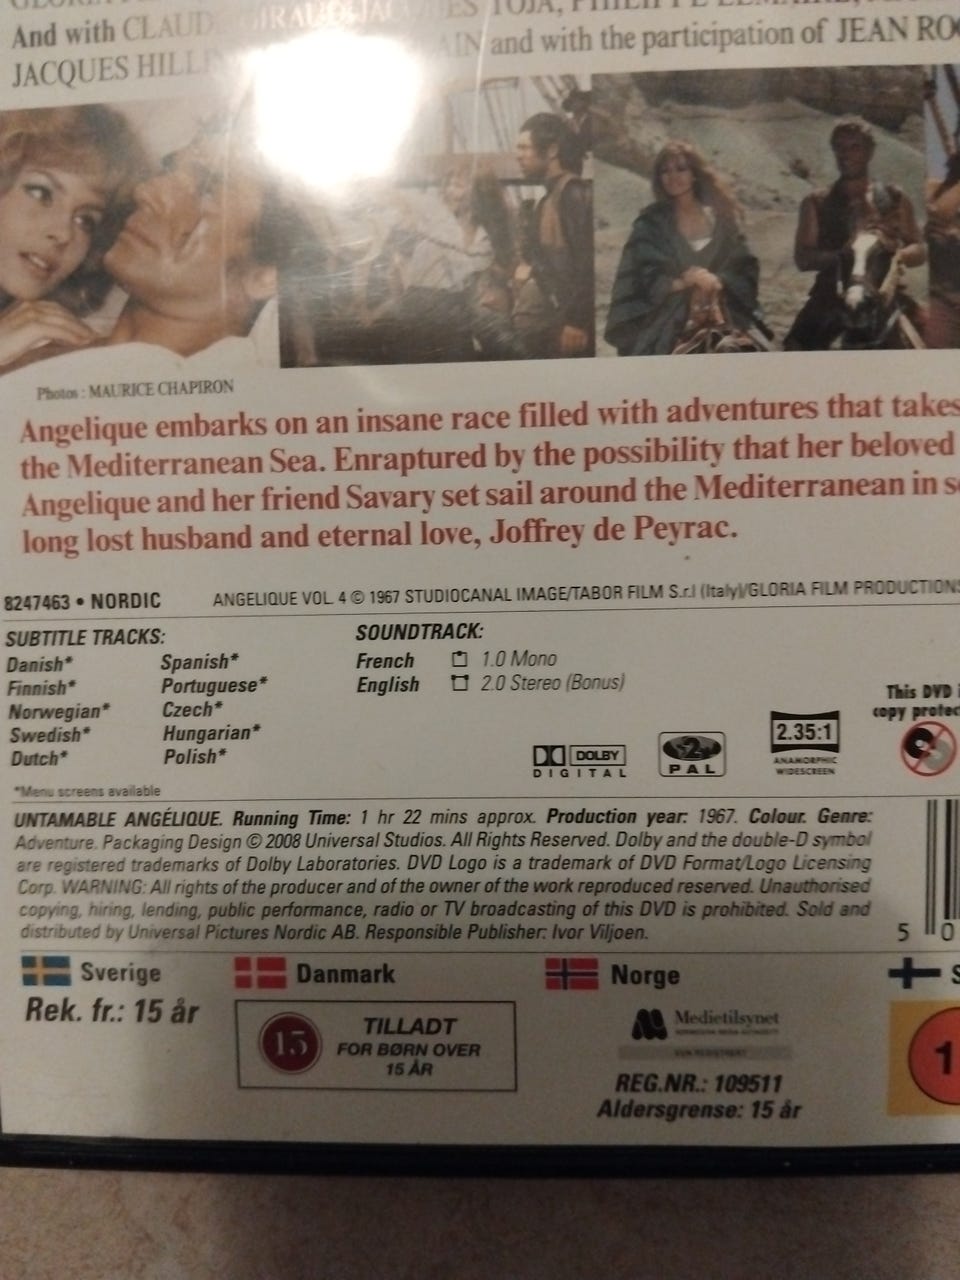 And with CLAUDE GIRAUD, JACQUES TOJA,
and with the participation of JEAN
JACQUES
Photos : MAURICE CHAPIRON
Angelique embarks on an insane race filled with adventures that takes
the Mediterranean Sea. Enraptured by the possibility that her beloved
Angelique and her friend Savary set sail around the Mediterranean in
long lost husband and eternal love, Joffrey de Peyrac.
8247463 • NORDIC
ANGELIQUE VOL. 4 © 1967 STUDIOCANAL IMAGE/TABOR FILM S.r.l (Italy)/GLORIA FILM PRODUCTIONS
SUBTITLE TRACKS:
Danish*
Finnish*
Norwegian*
Swedish*
Dutch*
Spanish*
Portuguese*
Czech*
Hungarian*
Polish*
*Menu screens available
SOUNDTRACK:
French 1.0 Mono
English 2.0 Stereo (Bonus)
DOLBY
DIGITAL
2
PAL
2.35:1
ANAMORPHIC
WIDESCREEN
This DVD
copy
UNTAMABLE ANGÉLIQUE. Running Time: 1 hr 22 mins approx. Production year: 1967. Colour. Genre:
Adventure. Packaging Design © 2008 Universal Studios. All Rights Reserved. Dolby and the double-D symbol
are registered trademarks of Dolby Laboratories. DVD Logo is a trademark of DVD Format/Logo Licensing
Corp. WARNING: All rights of the producer and of the owner of the work reproduced reserved. Unauthorised
copying, hiring, lending, public performance, radio or TV broadcasting of this DVD is prohibited. Sold and
distributed by Universal Pictures Nordic AB. Responsible Publisher: Ivor Viljoen.
5 0
Sverige
Rek. fr.: 15 år
Danmark
15
TILLADT
FOR BØRN OVER
15 ÅR
Norge
Medietilsynet
REG.NR.: 109511
Aldersgrense: 15 år
S
1